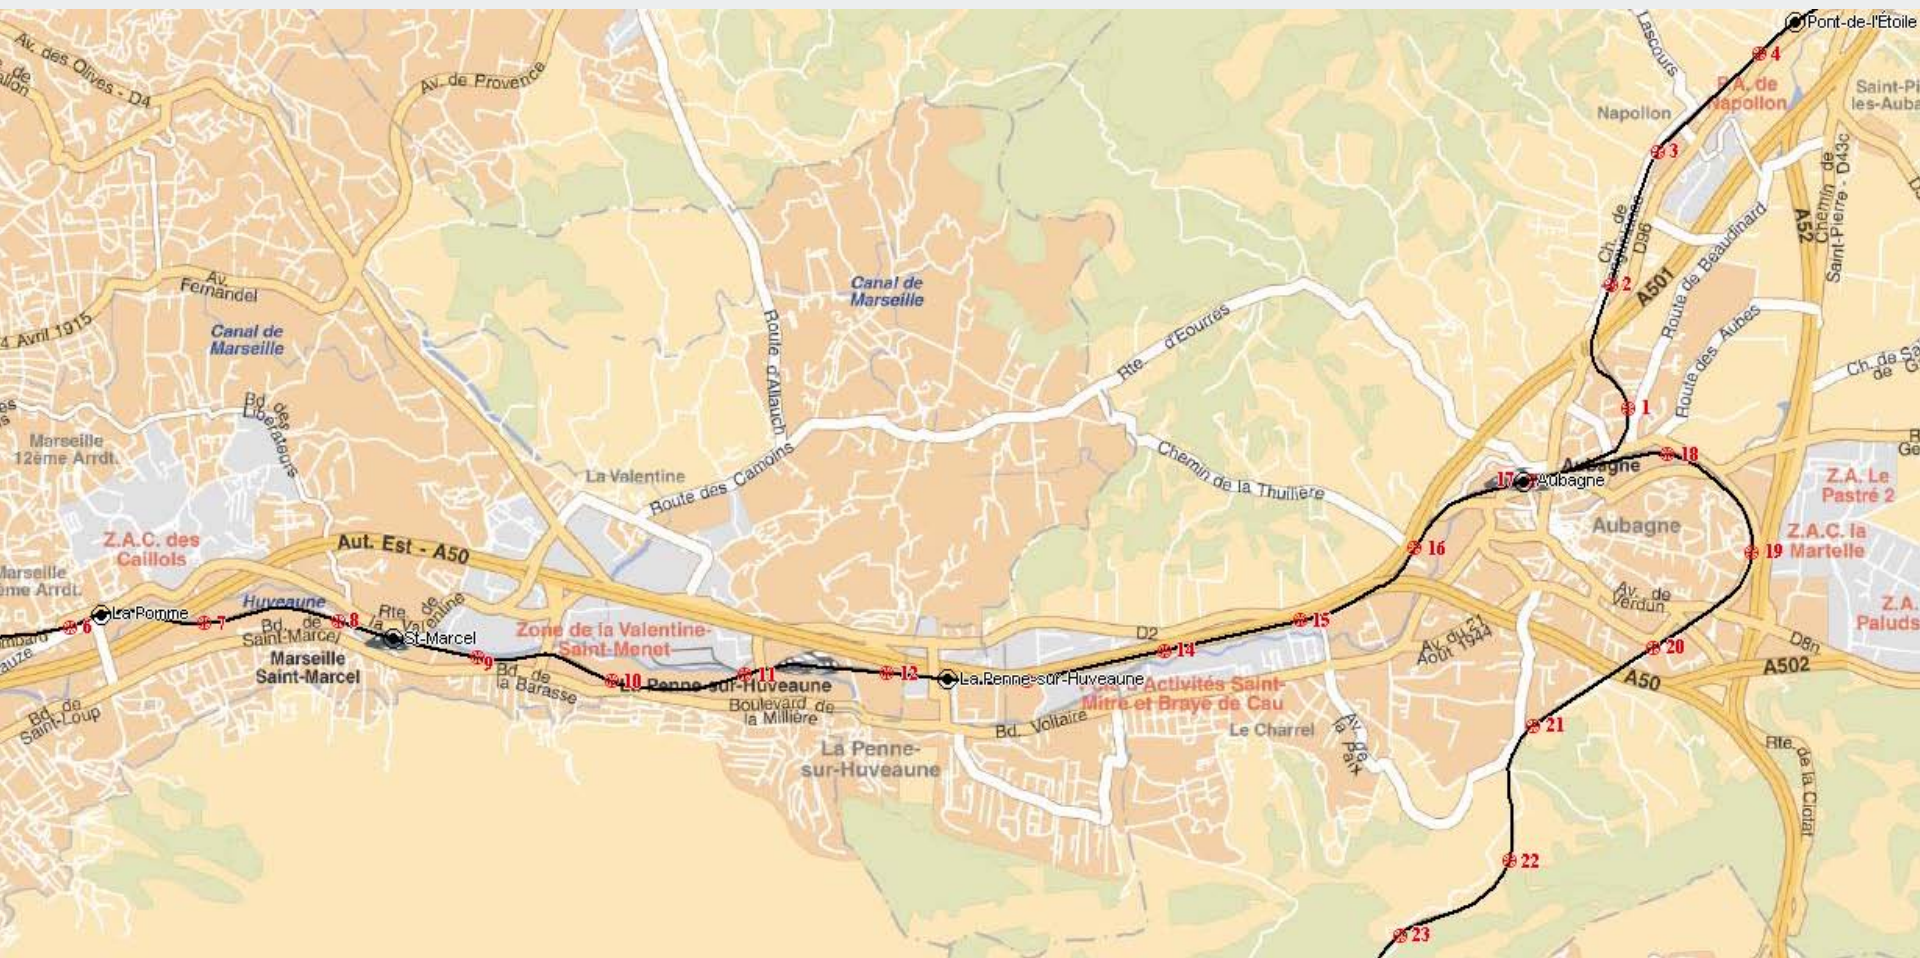 Pont-de-l'Étoile
4
Lascours
Av. des Olives - D4
Av. de Provence
P.A. de
Napollon
Napollon
3
Chemin de
Saint-Pierre - D43c
A52
Ch. de
D96
2
A501
Route de Beaudinard
Av.
Fernandel
Canal de
Marseille
Canal de
Marseille
4 Avril 1915
Route d'Allauch
Rte d'Eourres
Route des Aubes
1
Bd. des
Libérateurs
Marseille
12ème Arrdt.
La Valentine
Route des Camoins
Chemin de la Thuilière
18
Aubagne
17
Aubagne
Z.A. Le
Pastré 2
Aubagne
Z.A.C. la
Martelle
19
16
Z.A.C. des
Caillols
Aut. Est - A50
Marseille
ème Arrdt.
Huveaune
La Pomme
6
7
8
Bd. de
Saint-Marcel
Rte. de
la Valentine
St-Marcel
Marseille
Saint-Marcel
9
Bd. de
la Barasse
Zone de la Valentine-
Saint-Menet
10
La Penne-sur-Huveaune
11
12
La Penne-sur-Huveaune
Boulevard de
la Millière
La Penne-
sur-Huveaune
Bd. Voltaire
D2
14
15
Activités Saint-
Mitre et Braye de Cau
Le Charrel
Av. de
la Paix
Av. du 21
Août 1944
Av. de
Verdun
20
D8n
A502
A50
21
Z.A.
Paluds
Rte. de la Ciotat
Bd. de
Saint-Loup
22
23